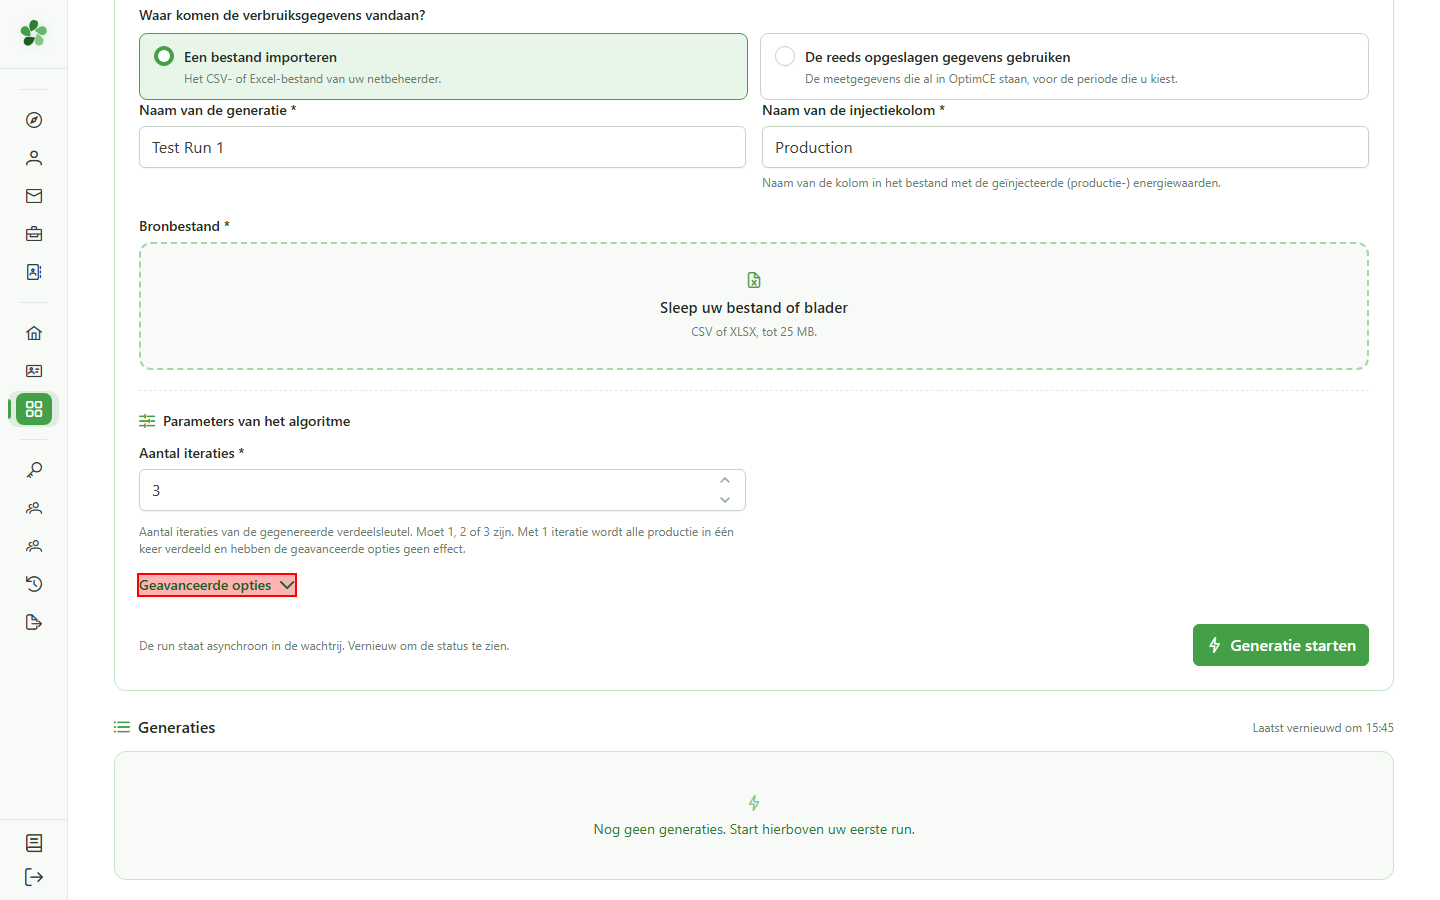 Waar komen de verbruiksgegevens vandaan?
Een bestand importeren
Het CSV- of Excel-bestand van uw netbeheerder.
De reeds opgeslagen gegevens gebruiken
De meetgegevens die al in OptimCE staan, voor de periode die u kiest.
Naam van de generatie *
Test Run 1
Naam van de injectiekolom *
Production
Naam van de kolom in het bestand met de geïnjecteerde (productie-) energiewaarden.
Bronbestand *
Sleep uw bestand of blader
CSV of XLSX, tot 25 MB.
Parameters van het algoritme
Aantal iteraties *
3
Aantal iteraties van de gegenereerde verdeelsleutel. Moet 1, 2 of 3 zijn. Met 1 iteratie wordt alle productie in één
keer verdeeld en hebben de geavanceerde opties geen effect.
Geavanceerde opties
De run staat asynchroon in de wachtrij. Vernieuw om de status te zien.
Generatie starten
Generaties
Laatst vernieuwd om 15:45
Nog geen generaties. Start hierboven uw eerste run.